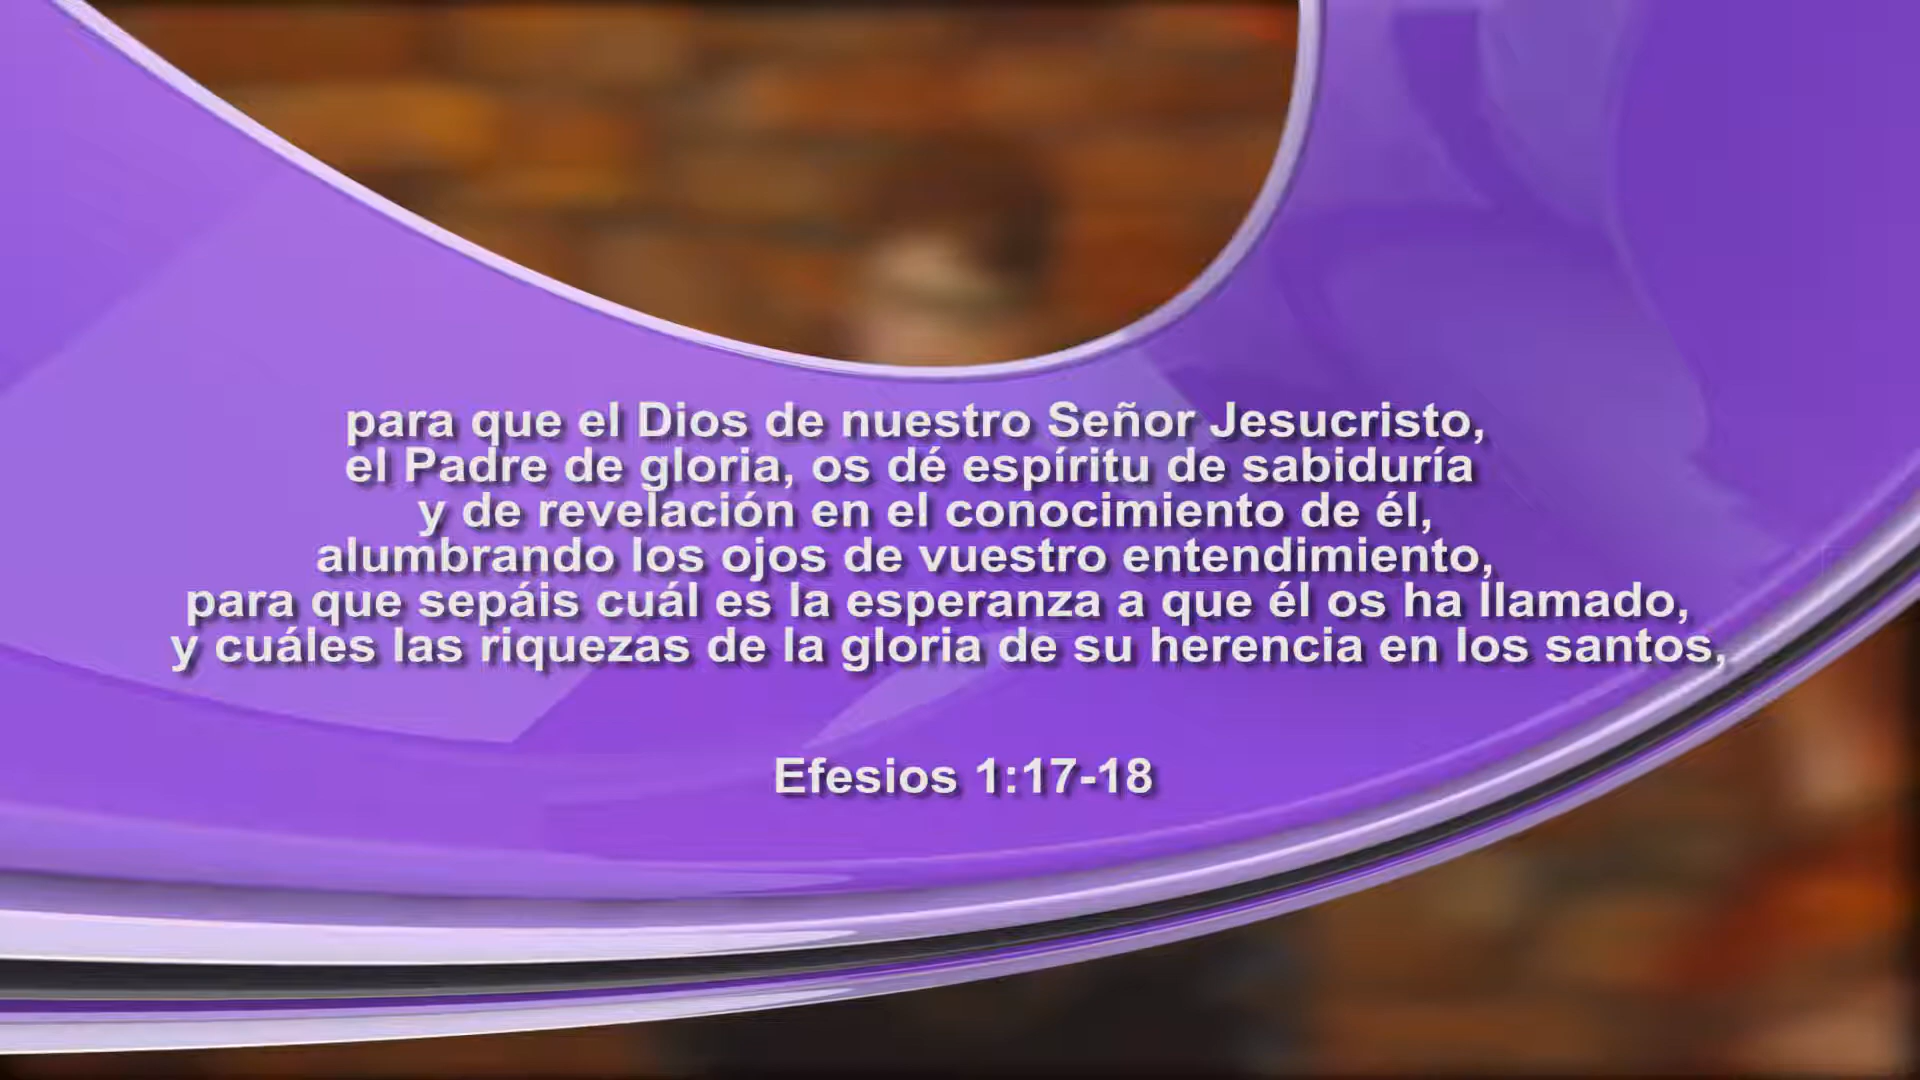 para que el Dios de nuestro Señor Jesucristo,
el Padre de gloria, os dé espíritu de sabiduría
y de revelación en el conocimiento de él,
alumbrando los ojos de vuestro entendimiento,
para que sepáis cuál es la esperanza a que él os ha llamado,
y cuáles las riquezas de la gloria de su herencia en los santos,
Efesios 1:17-18